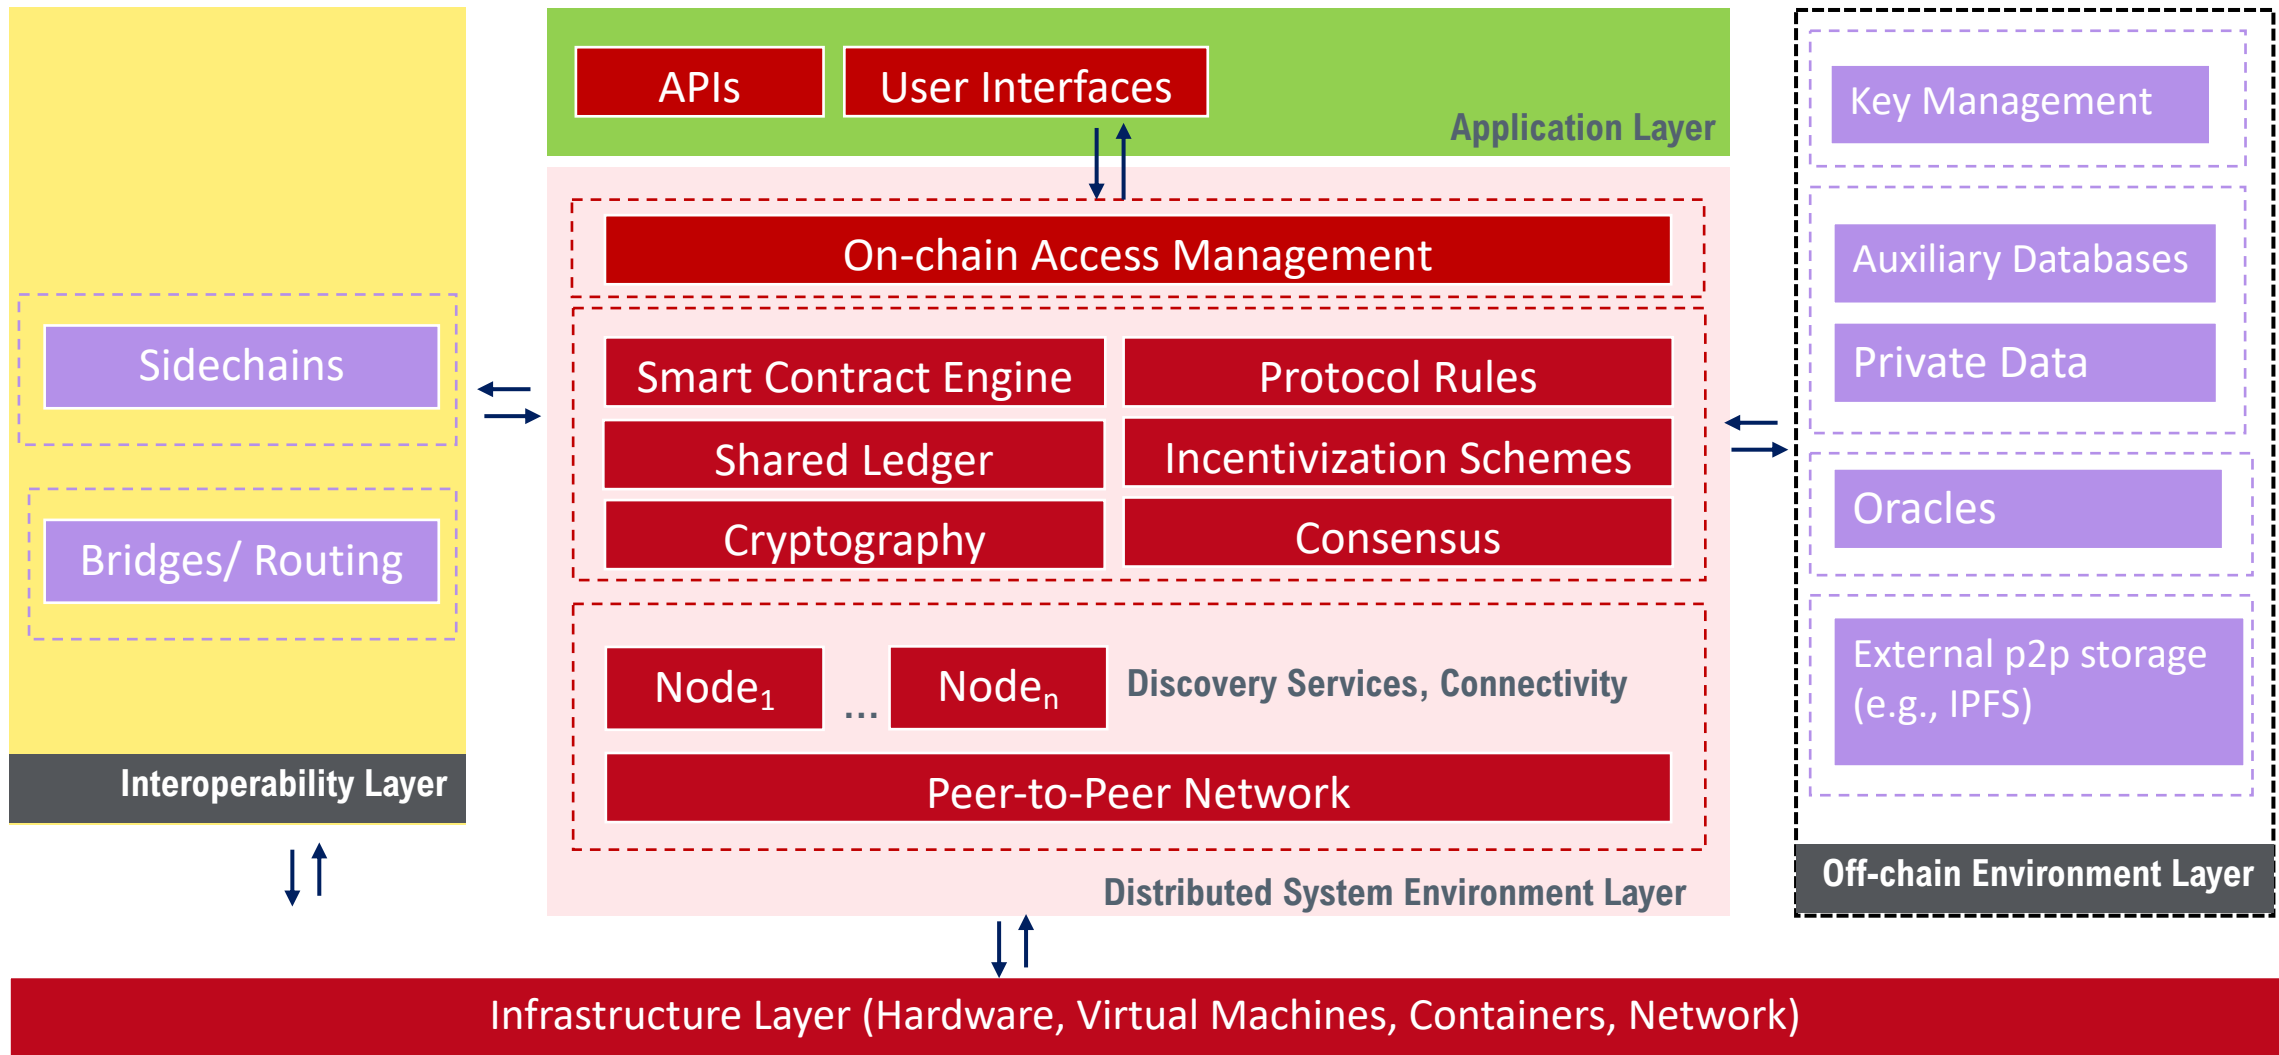 APIs
User Interfaces
Application Layer
On-chain Access Management
Smart Contract Engine
Protocol Rules
Shared Ledger
Incentivization Schemes
Cryptography
Consensus
Node1
...
Noden
Discovery Services, Connectivity
Peer-to-Peer Network
Distributed System Environment Layer
Sidechains
Bridges/ Routing
Interoperability Layer
Key Management
Auxiliary Databases
Private Data
Oracles
External p2p storage
(e.g., IPFS)
Off-chain Environment Layer
Infrastructure Layer (Hardware, Virtual Machines, Containers, Network)